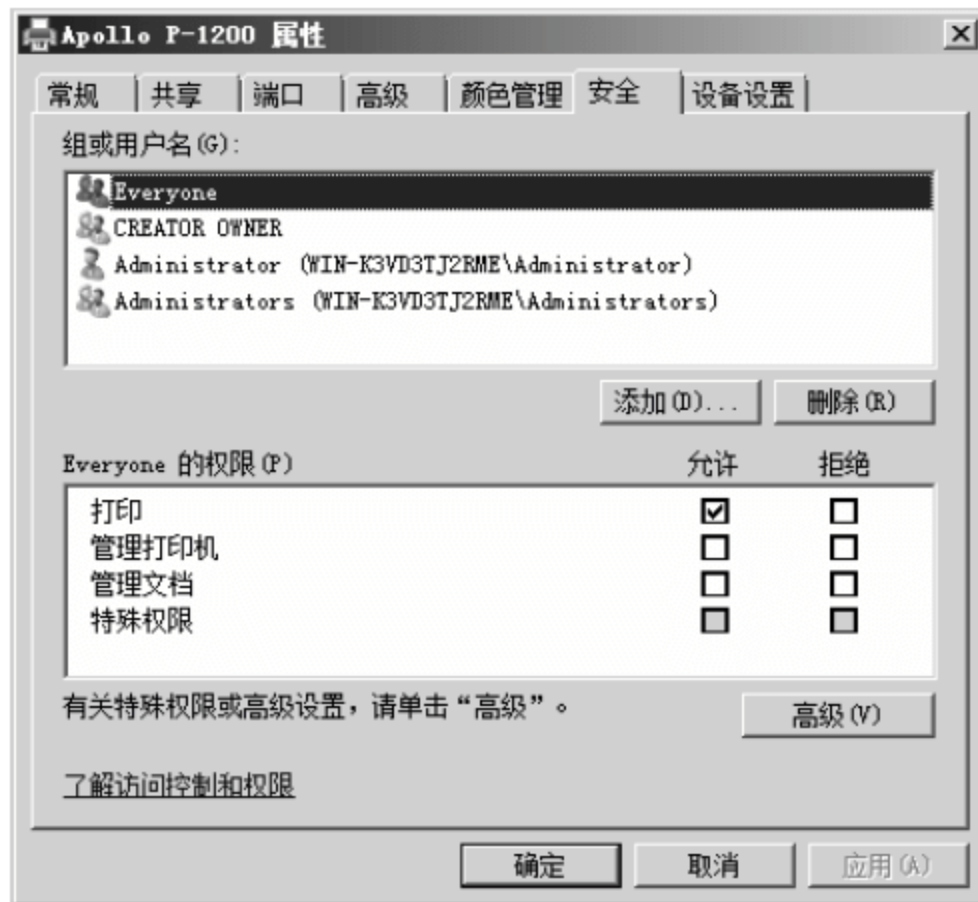 Apollo P-1200 属性
常规 共享 端口 高级 颜色管理 安全 设备设置
组或用户名(G):
Everyone
CREATOR OWNER
Administrator (WIN-K3VD3TJ2RME\Administrator)
Administrators (WIN-K3VD3TJ2RME\Administrators)
添加(D)... 删除(R)
Everyone 的权限(P) 允许 拒绝
打印
管理打印机
管理文档
特殊权限
有关特殊权限或高级设置，请单击“高级”。
高级(V)
了解访问控制和权限
确定 取消 应用(A)